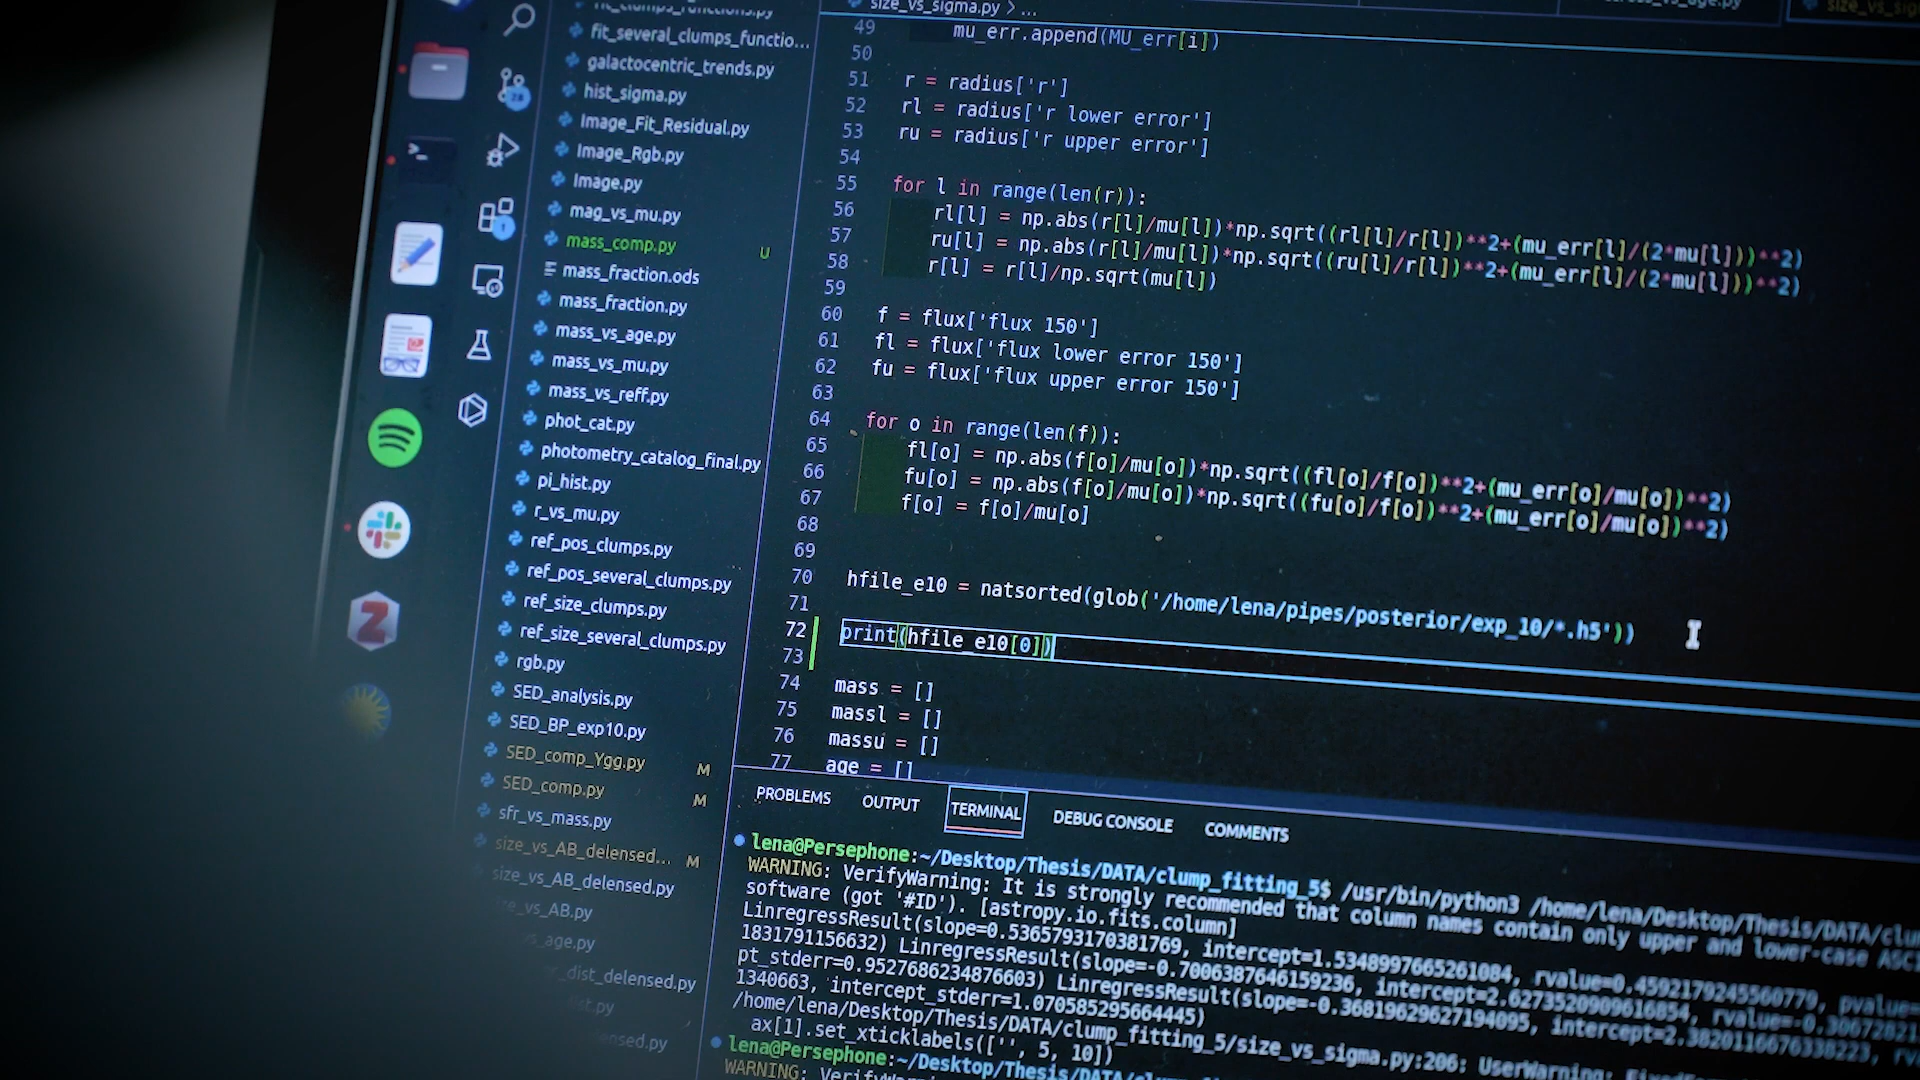 size_vs_sigma.py > ...
fit_several_clumps_functio...
galactocentric_trends.py
hist_sigma.py
Image_Fit_Residual.py
Image_Rgb.py
Image.py
mag_vs_mu.py
mass_comp.py U
mass_fraction.ods
mass_fraction.py
mass_vs_age.py
mass_vs_mu.py
mass_vs_reff.py
phot_cat.py
photometry_catalog_final.py
pi_hist.py
r_vs_mu.py
ref_pos_clumps.py
ref_pos_several_clumps.py
ref_size_clumps.py
ref_size_several_clumps.py
rgb.py
SED_analysis.py
SED_BP_exp10.py
SED_comp_Ygg.py M
SED_comp.py M
sfr_vs_mass.py
size_vs_AB_delensed... M
size_vs_AB_delensed.py
_vs_AB.py
_age.py
_dist_delensed.py
49 mu_err.append(MU_err[i])
50
51 r = radius['r']
52 rl = radius['r lower error']
53 ru = radius['r upper error']
54
55 for l in range(len(r)):
56 rl[l] = np.abs(r[l]/mu[l])*np.sqrt((rl[l]/r[l])**2+(mu_err[l]/(2*mu[l]))**2)
57 ru[l] = np.abs(r[l]/mu[l])*np.sqrt((ru[l]/r[l])**2+(mu_err[l]/(2*mu[l]))**2)
58 r[l] = r[l]/np.sqrt(mu[l])
59
60 f = flux['flux 150']
61 fl = flux['flux lower error 150']
62 fu = flux['flux upper error 150']
63
64 for o in range(len(f)):
65 fl[o] = np.abs(f[o]/mu[o])*np.sqrt((fl[o]/f[o])**2+(mu_err[o]/mu[o])**2)
66 fu[o] = np.abs(f[o]/mu[o])*np.sqrt((fu[o]/f[o])**2+(mu_err[o]/mu[o])**2)
67 f[o] = f[o]/mu[o]
68
69
70 hfile_e10 = natsorted(glob('/home/lena/pipes/posterior/exp_10/*.h5'))
71
72 print(hfile_e10[0])
73
74 mass = []
75 massl = []
76 massu = []
77 age = []
PROBLEMS OUTPUT TERMINAL DEBUG CONSOLE COMMENTS
lena@Persephone:~/Desktop/Thesis/DATA/clump_fitting_5$ /usr/bin/python3 /home/lena/Desktop/Thesis/DATA/clu
WARNING: VerifyWarning: It is strongly recommended that column names contain only upper and lower-case ASC
software (got '#ID'). [astropy.io.fits.column]
LinregressResult(slope=0.5365793170381769, intercept=1.5348997665261084, rvalue=0.4592179245560779, pvalue=
1831791156632) LinregressResult(slope=-0.7006387646159236, intercept=2.6273520909616854, rvalue=-0.30672821
pt_stderr=0.9527686234876603) LinregressResult(slope=-0.36819629627194095, intercept=2.3820116676338223, rv
1340663, intercept_stderr=1.070585295664445)
/home/lena/Desktop/Thesis/DATA/clump_fitting_5/size_vs_sigma.py:206: UserWarning:
ax[1].set_xticklabels(['', 5, 10])
lena@Persephone:~/Desktop/Thesis/DATA/clump_fitting_5
WARNING: